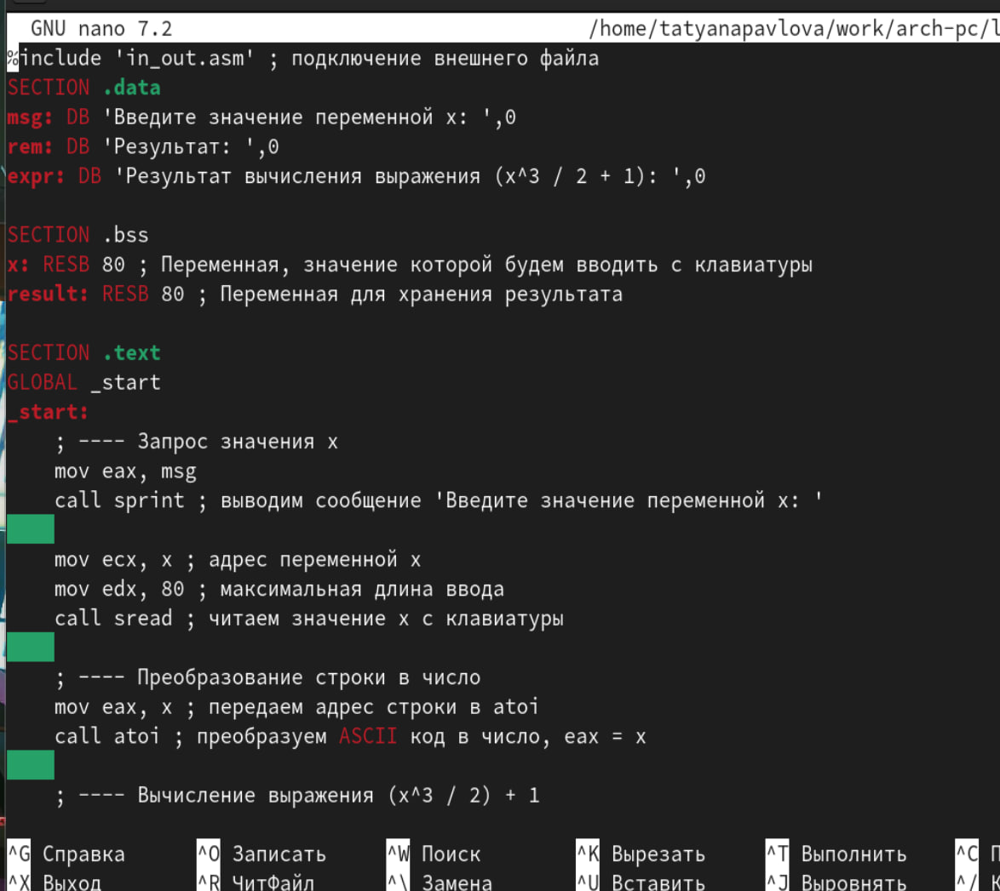 GNU nano 7.2 /home/tatyanapavlova/work/arch-pc/l
%include 'in_out.asm' ; подключение внешнего файла
SECTION .data
msg: DB 'Введите значение переменной x: ',0
rem: DB 'Результат: ',0
expr: DB 'Результат вычисления выражения (x^3 / 2 + 1): ',0
SECTION .bss
x: RESB 80 ; Переменная, значение которой будем вводить с клавиатуры
result: RESB 80 ; Переменная для хранения результата
SECTION .text
GLOBAL _start
_start:
; ---- Запрос значения x
mov eax, msg
call sprint ; выводим сообщение 'Введите значение переменной x: '
mov ecx, x ; адрес переменной x
mov edx, 80 ; максимальная длина ввода
call sread ; читаем значение x с клавиатуры
; ---- Преобразование строки в число
mov eax, x ; передаем адрес строки в atoi
call atoi ; преобразуем ASCII код в число, eax = x
; ---- Вычисление выражения (x^3 / 2) + 1
^G Справка ^O Записать ^W Поиск ^K Вырезать ^T Выполнить ^C
^X Выход ^R ЧитФайл ^\ Замена ^U Вставить ^J Выровнять ^/